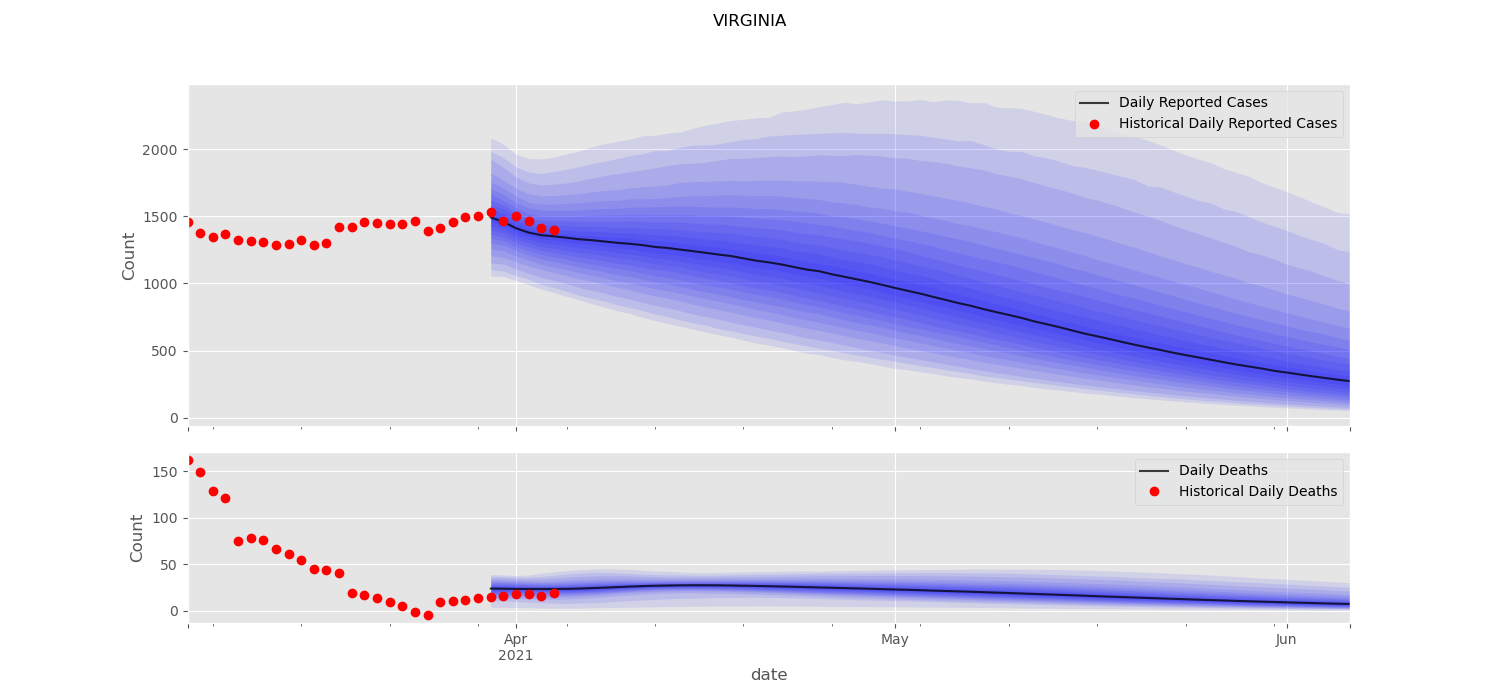 VIRGINIA
Daily Reported Cases
Historical Daily Reported Cases
Count
2000
1500
1000
500
0
Daily Deaths
Historical Daily Deaths
Count
150
100
50
0
Apr
2021
May
Jun
date